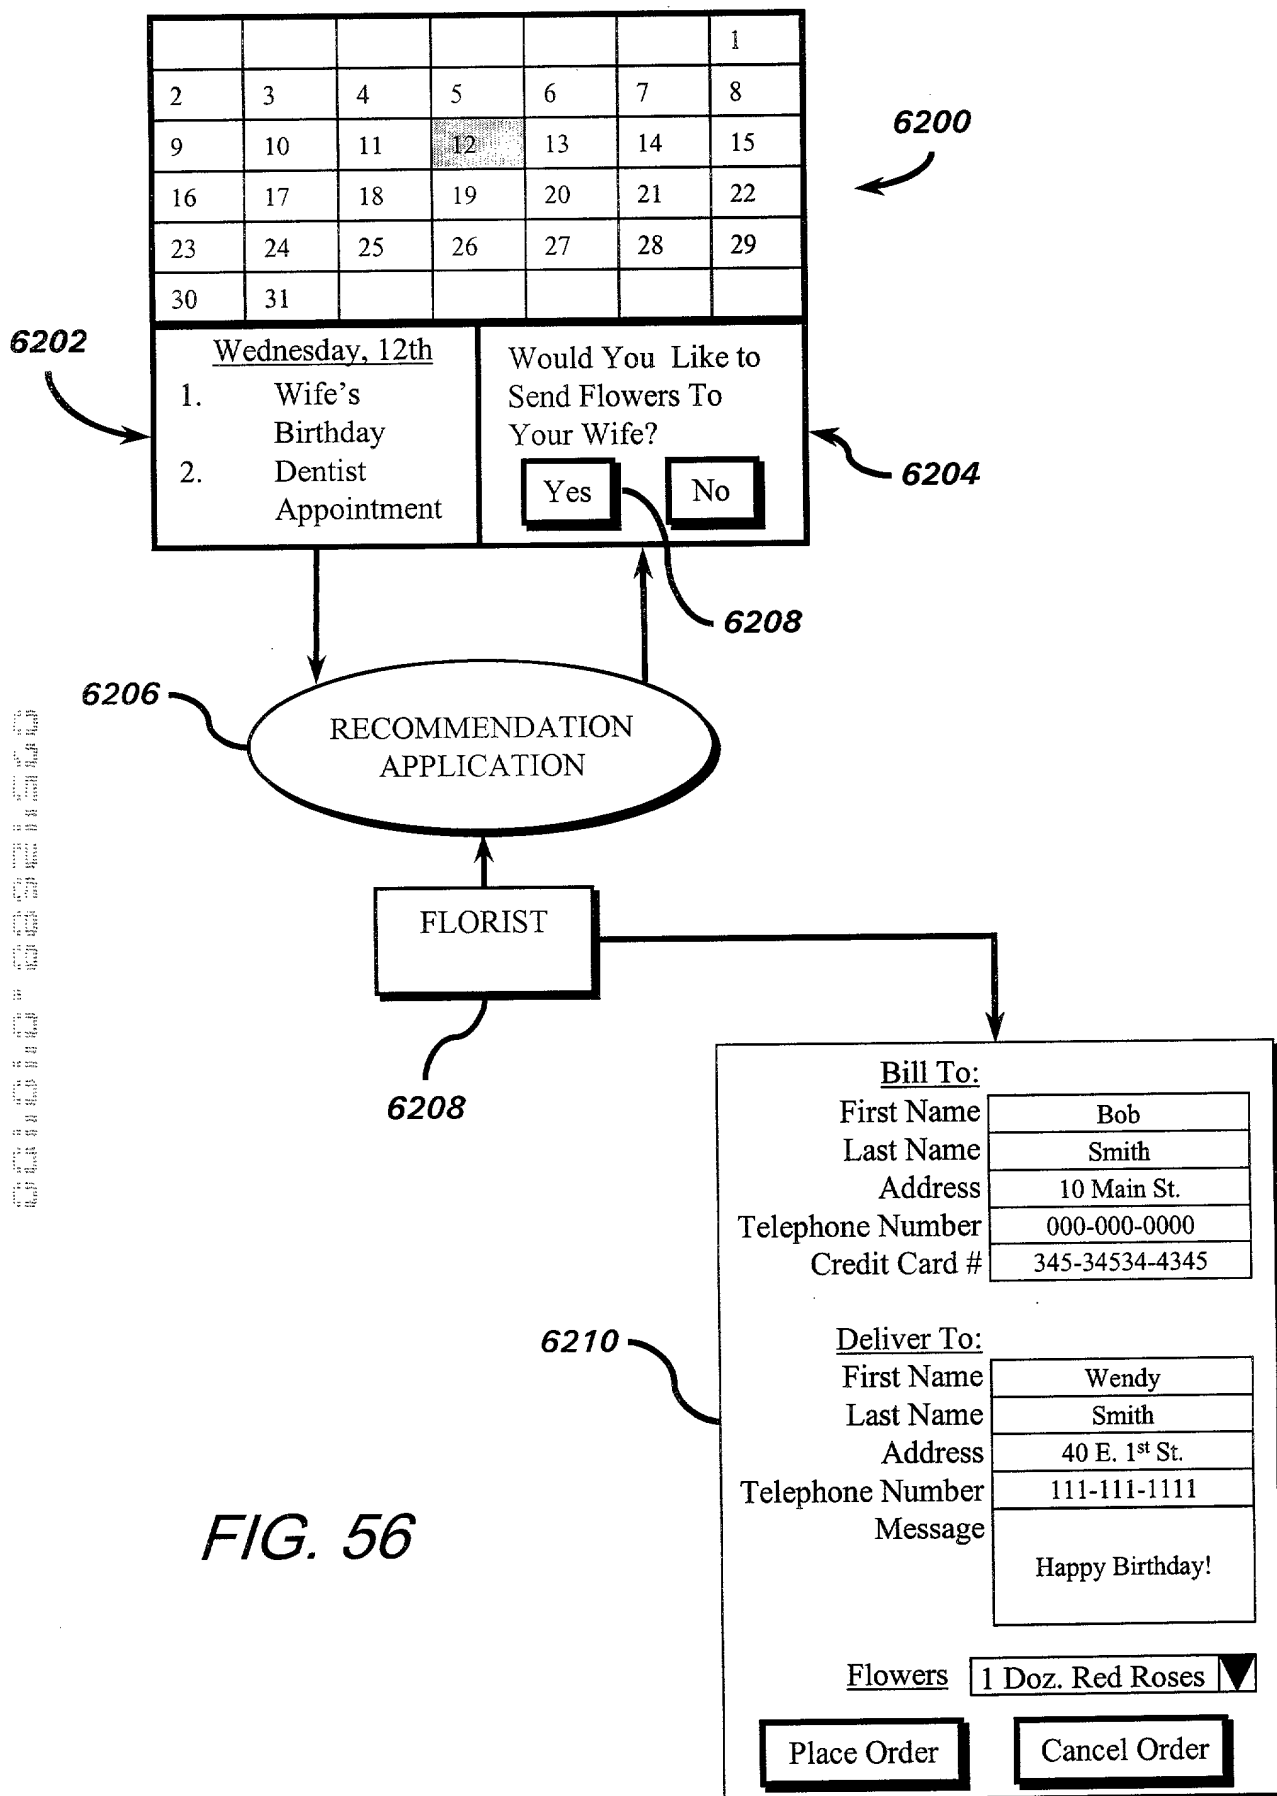 1
2 3 4 5 6 7 8
9 10 11 12 13 14 15
16 17 18 19 20 21 22
23 24 25 26 27 28 29
30 31
6200
6202
Wednesday, 12th
1. Wife's
Birthday
2. Dentist
Appointment
Would You Like to
Send Flowers To
Your Wife?
Yes No
6204
6208
6206
RECOMMENDATION
APPLICATION
FLORIST
6208
Bill To:
First Name Bob
Last Name Smith
Address 10 Main St.
Telephone Number 000-000-0000
Credit Card # 345-34534-4345
6210
Deliver To:
First Name Wendy
Last Name Smith
Address 40 E. 1st St.
Telephone Number 111-111-1111
Message
Happy Birthday!
Flowers 1 Doz. Red Roses
Place Order Cancel Order
FIG. 56